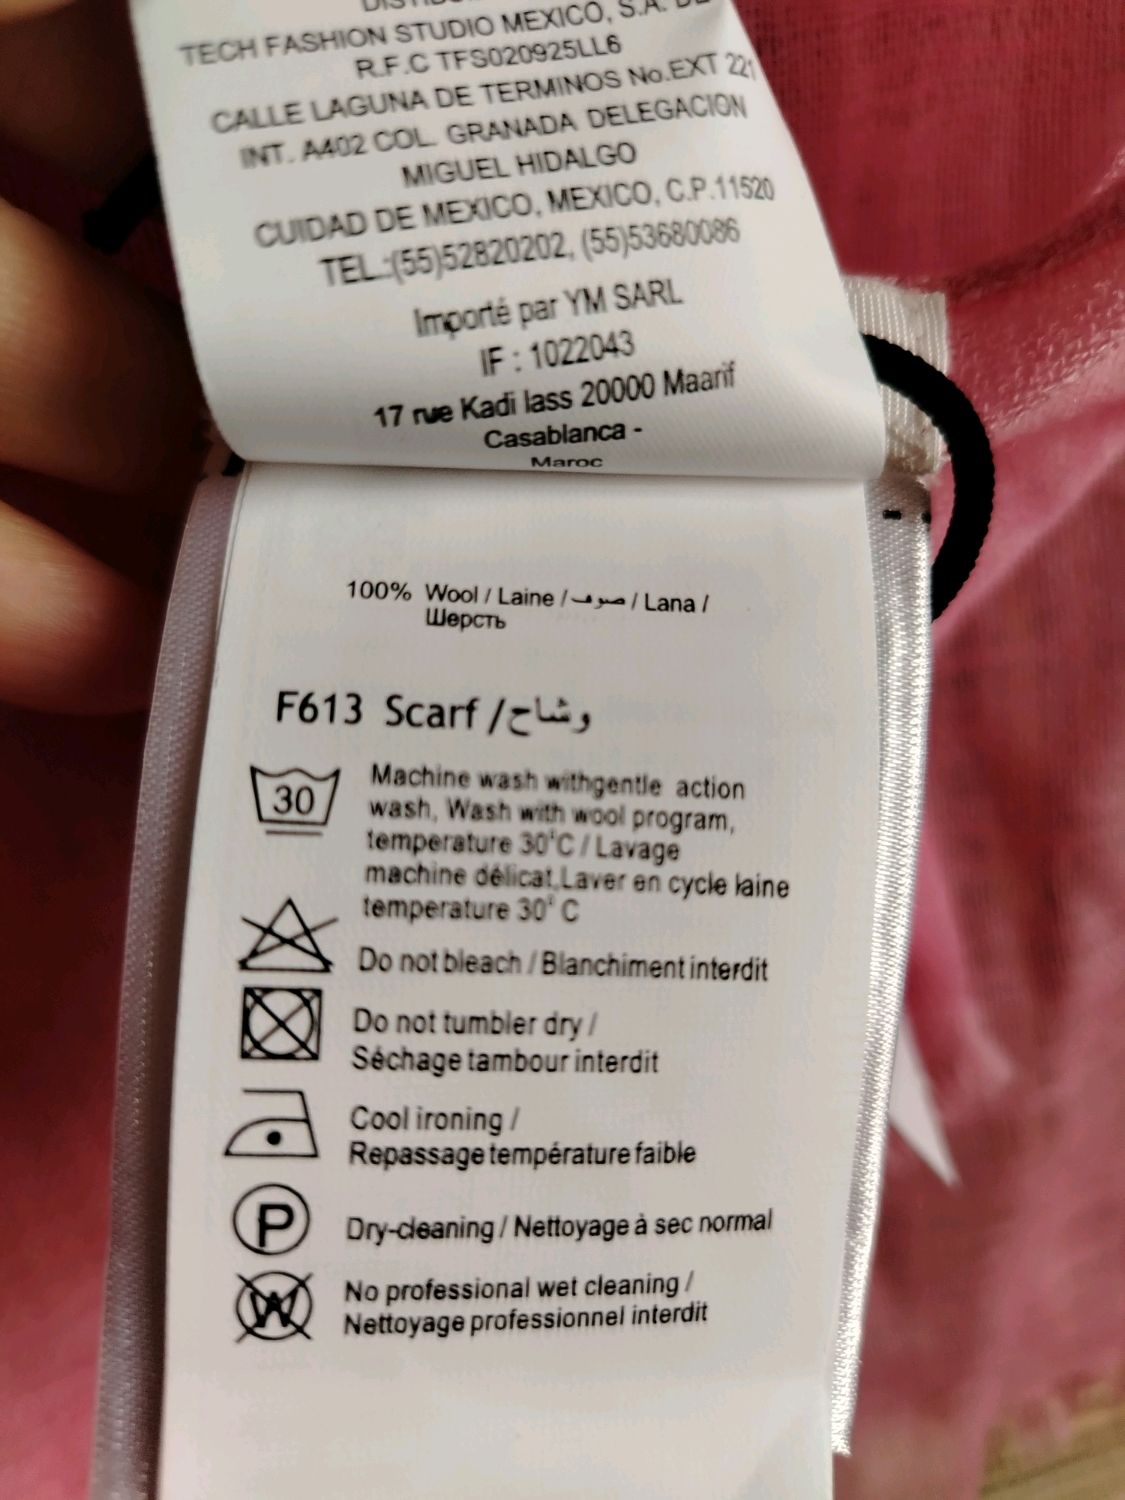 TECH FASHION STUDIO MEXICO, S.A. DE
R.F.C TFS020925LL6
CALLE LAGUNA DE TERMINOS No.EXT 221
INT. A402 COL. GRANADA DELEGACION
MIGUEL HIDALGO
CUIDAD DE MEXICO, MEXICO, C.P.11520
TEL.:(55)52820202, (55)53680086
Importé par YM SARL
IF : 1022043
17 rue Kadi Iass 20000 Maarif
Casablanca -
Maroc
100% Wool / Laine / صوف / Lana /
Шерсть
F613 Scarf / وشاح
30
Machine wash withgentle action
wash, Wash with wool program,
temperature 30°C / Lavage
machine délicat,Laver en cycle laine
temperature 30° C
Do not bleach / Blanchiment interdit
Do not tumbler dry /
Séchage tambour interdit
Cool ironing /
Repassage température faible
P
Dry-cleaning / Nettoyage à sec normal
W
No professional wet cleaning /
Nettoyage professionnel interdit